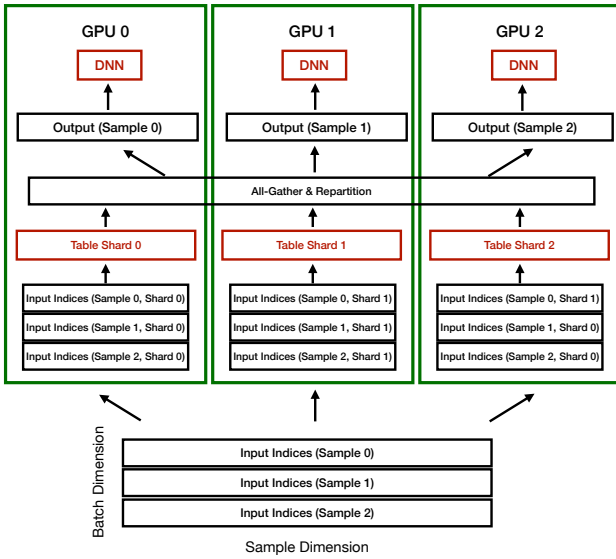 GPU 0
GPU 1
GPU 2
DNN
DNN
DNN
Output (Sample 0)
Output (Sample 1)
Output (Sample 2)
All-Gather & Repartition
Table Shard 0
Table Shard 1
Table Shard 2
Input Indices (Sample 0, Shard 0)
Input Indices (Sample 1, Shard 0)
Input Indices (Sample 2, Shard 0)
Input Indices (Sample 0, Shard 1)
Input Indices (Sample 1, Shard 1)
Input Indices (Sample 2, Shard 1)
Input Indices (Sample 0, Shard 1)
Input Indices (Sample 1, Shard 0)
Input Indices (Sample 2, Shard 0)
Batch Dimension
Input Indices (Sample 0)
Input Indices (Sample 1)
Input Indices (Sample 2)
Sample Dimension